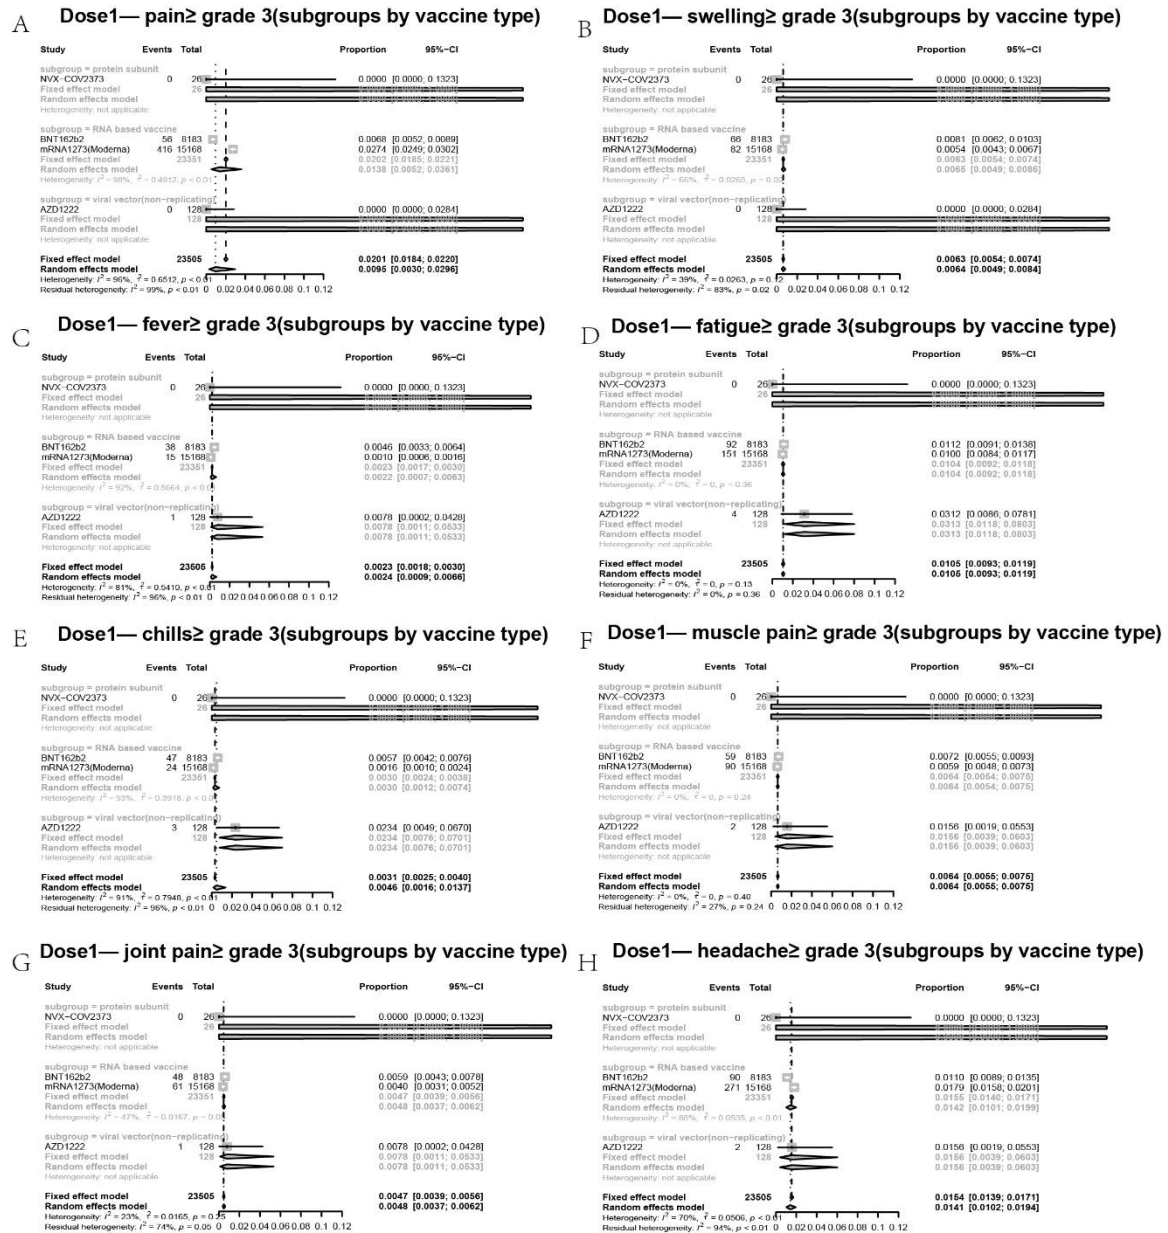 A
Dose1— pain≥ grade 3(subgroups by vaccine type)
Study Events Total Proportion 95%−CI
subgroup = protein subunit
NVX−COV2373 0 26 0.0000 [0.0000; 0.1323]
Fixed effect model 26
Random effects model
Heterogeneity: not applicable
subgroup = RNA based vaccine
BNT162b2 56 8183 0.0068 [0.0052; 0.0089]
mRNA1273(Moderna) 416 15168 0.0274 [0.0249; 0.0302]
Fixed effect model 23351 0.0202 [0.0185; 0.0221]
Random effects model 0.0138 [0.0052; 0.0361]
Heterogeneity: I² = 96%, τ² = 0.4912, p < 0.01
subgroup = viral vector(non−replicating)
AZD1222 0 128 0.0000 [0.0000; 0.0284]
Fixed effect model 128
Random effects model
Heterogeneity: not applicable
Fixed effect model 23505 0.0201 [0.0184; 0.0220]
Random effects model 0.0095 [0.0030; 0.0296]
Heterogeneity: I² = 96%, τ² = 0.6512, p < 0.01
Residual heterogeneity: I² = 99%, p < 0.01 0 0.02 0.04 0.06 0.08 0.1 0.12
B
Dose1— swelling≥ grade 3(subgroups by vaccine type)
Study Events Total Proportion 95%−CI
subgroup = protein subunit
NVX−COV2373 0 26 0.0000 [0.0000; 0.1323]
Fixed effect model 26
Random effects model
Heterogeneity: not applicable
subgroup = RNA based vaccine
BNT162b2 66 8183 0.0081 [0.0062; 0.0103]
mRNA1273(Moderna) 82 15168 0.0054 [0.0043; 0.0067]
Fixed effect model 23351 0.0063 [0.0054; 0.0074]
Random effects model 0.0065 [0.0049; 0.0086]
Heterogeneity: I² = 66%, τ² = 0.0265, p = 0.02
subgroup = viral vector(non−replicating)
AZD1222 0 128 0.0000 [0.0000; 0.0284]
Fixed effect model 128
Random effects model
Heterogeneity: not applicable
Fixed effect model 23505 0.0063 [0.0054; 0.0074]
Random effects model 0.0064 [0.0049; 0.0084]
Heterogeneity: I² = 39%, τ² = 0.0263, p = 0.12
Residual heterogeneity: I² = 83%, p = 0.02 0 0.02 0.04 0.06 0.08 0.1 0.12
C
Dose1— fever≥ grade 3(subgroups by vaccine type)
Study Events Total Proportion 95%−CI
subgroup = protein subunit
NVX−COV2373 0 26 0.0000 [0.0000; 0.1323]
Fixed effect model 26
Random effects model
Heterogeneity: not applicable
subgroup = RNA based vaccine
BNT162b2 38 8183 0.0046 [0.0033; 0.0064]
mRNA1273(Moderna) 15 15168 0.0010 [0.0006; 0.0016]
Fixed effect model 23351 0.0023 [0.0017; 0.0030]
Random effects model 0.0022 [0.0007; 0.0063]
Heterogeneity: I² = 92%, τ² = 0.5664, p < 0.0
subgroup = viral vector(non−replicating)
AZD1222 1 128 0.0078 [0.0002; 0.0428]
Fixed effect model 128 0.0078 [0.0011; 0.0533]
Random effects model 0.0078 [0.0011; 0.0533]
Heterogeneity: not applicable
Fixed effect model 23505 0.0023 [0.0018; 0.0030]
Random effects model 0.0024 [0.0009; 0.0066]
Heterogeneity: I² = 81%, τ² = 0.5410, p < 0.01
Residual heterogeneity: I² = 96%, p < 0.01 0 0.02 0.04 0.06 0.08 0.1 0.12
D
Dose1— fatigue≥ grade 3(subgroups by vaccine type)
Study Events Total Proportion 95%−CI
subgroup = protein subunit
NVX−COV2373 0 26 0.0000 [0.0000; 0.1323]
Fixed effect model 26
Random effects model
Heterogeneity: not applicable
subgroup = RNA based vaccine
BNT162b2 92 8183 0.0112 [0.0091; 0.0138]
mRNA1273(Moderna) 151 15168 0.0100 [0.0084; 0.0117]
Fixed effect model 23351 0.0104 [0.0092; 0.0118]
Random effects model 0.0104 [0.0092; 0.0118]
Heterogeneity: I² = 0%, τ² = 0, p = 0.36
subgroup = viral vector(non−replicating)
AZD1222 4 128 0.0312 [0.0086; 0.0781]
Fixed effect model 128 0.0313 [0.0118; 0.0803]
Random effects model 0.0313 [0.0118; 0.0803]
Heterogeneity: not applicable
Fixed effect model 23505 0.0105 [0.0093; 0.0119]
Random effects model 0.0105 [0.0093; 0.0119]
Heterogeneity: I² = 0%, τ² = 0, p = 0.13
Residual heterogeneity: I² = 0%, p = 0.36 0 0.02 0.04 0.06 0.08 0.1 0.12
E
Dose1— chills≥ grade 3(subgroups by vaccine type)
Study Events Total Proportion 95%−CI
subgroup = protein subunit
NVX−COV2373 0 26 0.0000 [0.0000; 0.1323]
Fixed effect model 26
Random effects model
Heterogeneity: not applicable
subgroup = RNA based vaccine
BNT162b2 47 8183 0.0057 [0.0042; 0.0076]
mRNA1273(Moderna) 24 15168 0.0016 [0.0010; 0.0024]
Fixed effect model 23351 0.0030 [0.0024; 0.0038]
Random effects model 0.0030 [0.0012; 0.0074]
Heterogeneity: I² = 93%, τ² = 0.3918, p < 0.0
subgroup = viral vector(non−replicating)
AZD1222 3 128 0.0234 [0.0049; 0.0670]
Fixed effect model 128 0.0234 [0.0076; 0.0701]
Random effects model 0.0234 [0.0076; 0.0701]
Heterogeneity: not applicable
Fixed effect model 23505 0.0031 [0.0025; 0.0040]
Random effects model 0.0046 [0.0016; 0.0137]
Heterogeneity: I² = 91%, τ² = 0.7948, p < 0.01
Residual heterogeneity: I² = 96%, p < 0.01 0 0.02 0.04 0.06 0.08 0.1 0.12
F
Dose1— muscle pain≥ grade 3(subgroups by vaccine type)
Study Events Total Proportion 95%−CI
subgroup = protein subunit
NVX−COV2373 0 26 0.0000 [0.0000; 0.1323]
Fixed effect model 26
Random effects model
Heterogeneity: not applicable
subgroup = RNA based vaccine
BNT162b2 59 8183 0.0072 [0.0055; 0.0093]
mRNA1273(Moderna) 90 15168 0.0059 [0.0048; 0.0073]
Fixed effect model 23351 0.0064 [0.0054; 0.0075]
Random effects model 0.0064 [0.0054; 0.0075]
Heterogeneity: I² = 0%, τ² = 0, p = 0.24
subgroup = viral vector(non−replicating)
AZD1222 2 128 0.0156 [0.0019; 0.0553]
Fixed effect model 128 0.0156 [0.0039; 0.0603]
Random effects model 0.0156 [0.0039; 0.0603]
Heterogeneity: not applicable
Fixed effect model 23505 0.0064 [0.0055; 0.0075]
Random effects model 0.0064 [0.0055; 0.0075]
Heterogeneity: I² = 0%, τ² = 0, p = 0.40
Residual heterogeneity: I² = 27%, p = 0.24 0 0.02 0.04 0.06 0.08 0.1 0.12
G
Dose1— joint pain≥ grade 3(subgroups by vaccine type)
Study Events Total Proportion 95%−CI
subgroup = protein subunit
NVX−COV2373 0 26 0.0000 [0.0000; 0.1323]
Fixed effect model 26
Random effects model
Heterogeneity: not applicable
subgroup = RNA based vaccine
BNT162b2 48 8183 0.0059 [0.0043; 0.0078]
mRNA1273(Moderna) 61 15168 0.0040 [0.0031; 0.0052]
Fixed effect model 23351 0.0047 [0.0039; 0.0056]
Random effects model 0.0048 [0.0037; 0.0062]
Heterogeneity: I² = 47%, τ² = 0.0167, p = 0.0
subgroup = viral vector(non−replicating)
AZD1222 1 128 0.0078 [0.0002; 0.0428]
Fixed effect model 128 0.0078 [0.0011; 0.0533]
Random effects model 0.0078 [0.0011; 0.0533]
Heterogeneity: not applicable
Fixed effect model 23505 0.0047 [0.0039; 0.0056]
Random effects model 0.0048 [0.0037; 0.0062]
Heterogeneity: I² = 23%, τ² = 0.0165, p = 0.25
Residual heterogeneity: I² = 74%, p = 0.05 0 0.02 0.04 0.06 0.08 0.1 0.12
H
Dose1— headache≥ grade 3(subgroups by vaccine type)
Study Events Total Proportion 95%−CI
subgroup = protein subunit
NVX−COV2373 0 26 0.0000 [0.0000; 0.1323]
Fixed effect model 26
Random effects model
Heterogeneity: not applicable
subgroup = RNA based vaccine
BNT162b2 90 8183 0.0110 [0.0089; 0.0135]
mRNA1273(Moderna) 271 15168 0.0179 [0.0158; 0.0201]
Fixed effect model 23351 0.0155 [0.0140; 0.0171]
Random effects model 0.0142 [0.0101; 0.0199]
Heterogeneity: I² = 88%, τ² = 0.0535, p < 0.01
subgroup = viral vector(non−replicating)
AZD1222 2 128 0.0156 [0.0019; 0.0553]
Fixed effect model 128 0.0156 [0.0039; 0.0603]
Random effects model 0.0156 [0.0039; 0.0603]
Heterogeneity: not applicable
Fixed effect model 23505 0.0154 [0.0139; 0.0171]
Random effects model 0.0141 [0.0102; 0.0194]
Heterogeneity: I² = 70%, τ² = 0.0506, p < 0.01
Residual heterogeneity: I² = 94%, p < 0.01 0 0.02 0.04 0.06 0.08 0.1 0.12